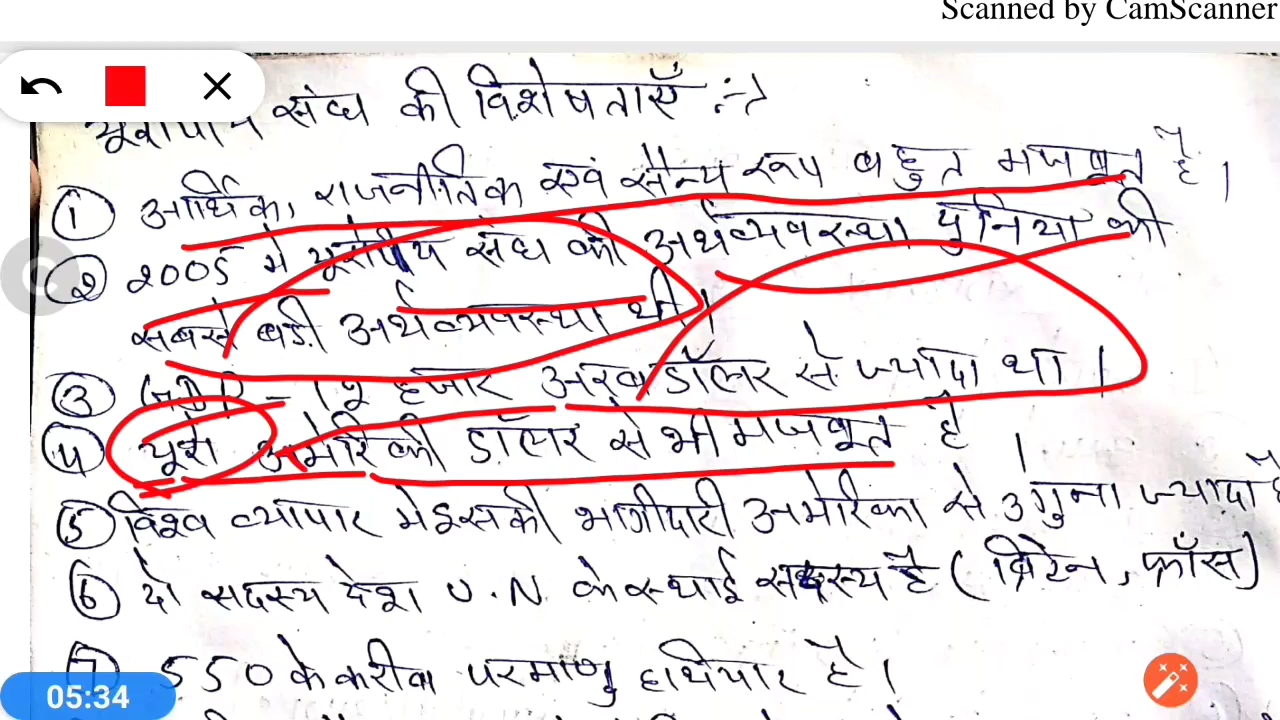 Scanned by CamScanner
यूरोपीय संघ की विशेषताएँ :-
① आर्थिक, राजनीतिक एवं सैन्य रूप बहुत मजबूत है।
② 2005 में यूरोपीय संघ की अर्थव्यवस्था दुनिया की
सबसे बड़ी अर्थव्यवस्था थी।
③ हजार अरब डॉलर से ज्यादा था।
④ यूरो अमेरिकी डॉलर से भी मजबूत है।
⑤ विश्व व्यापार में इसकी भागीदारी अमेरिका से 3 गुना ज्यादा है
⑥ दो सदस्य देश U.N. के स्थाई सदस्य है (ब्रिटेन, फ्राँस)
⑦ 550 के करीब परमाणु हथियार है।
05:34